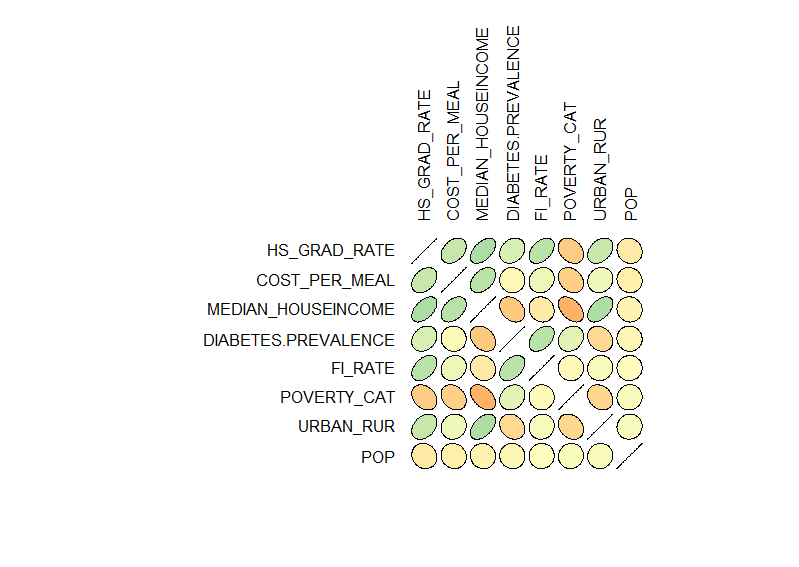 HS_GRAD_RATE
COST_PER_MEAL
MEDIAN_HOUSEINCOME
DIABETES.PREVALENCE
FI_RATE
POVERTY_CAT
URBAN_RUR
POP
HS_GRAD_RATE
COST_PER_MEAL
MEDIAN_HOUSEINCOME
DIABETES.PREVALENCE
FI_RATE
POVERTY_CAT
URBAN_RUR
POP